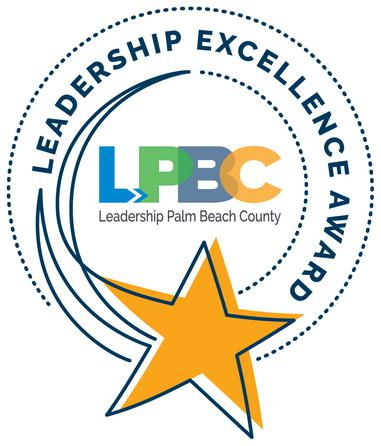 LEADERSHIP EXCELLENCE AWARD
LPBC
Leadership Palm Beach County